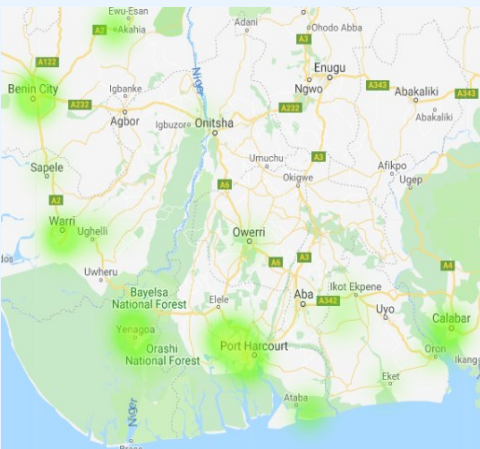 Ewu-Esan
Adani
A2
Akahia
A3
Ohodo Abba
A122
Enugu
Niger
Benin City
Igbanke
Ngwo
A343
Abakaliki
A343
A232
A232
Agbor
Igbuzor
Onitsha
Abakaliki
Sapele
Umuchu
A3
Afikpo
Okigwe
Ugep
A6
A2
Warri
Ughelli
Owerri
A6
A3
A4
Uwheru
Bayelsa
National Forest
Elele
Aba
A342
Ikot Ekpene
Uyo
Calabar
Yenagoa
Orashi
National Forest
Port Harcourt
Oron
Eket
Ataba
Niger